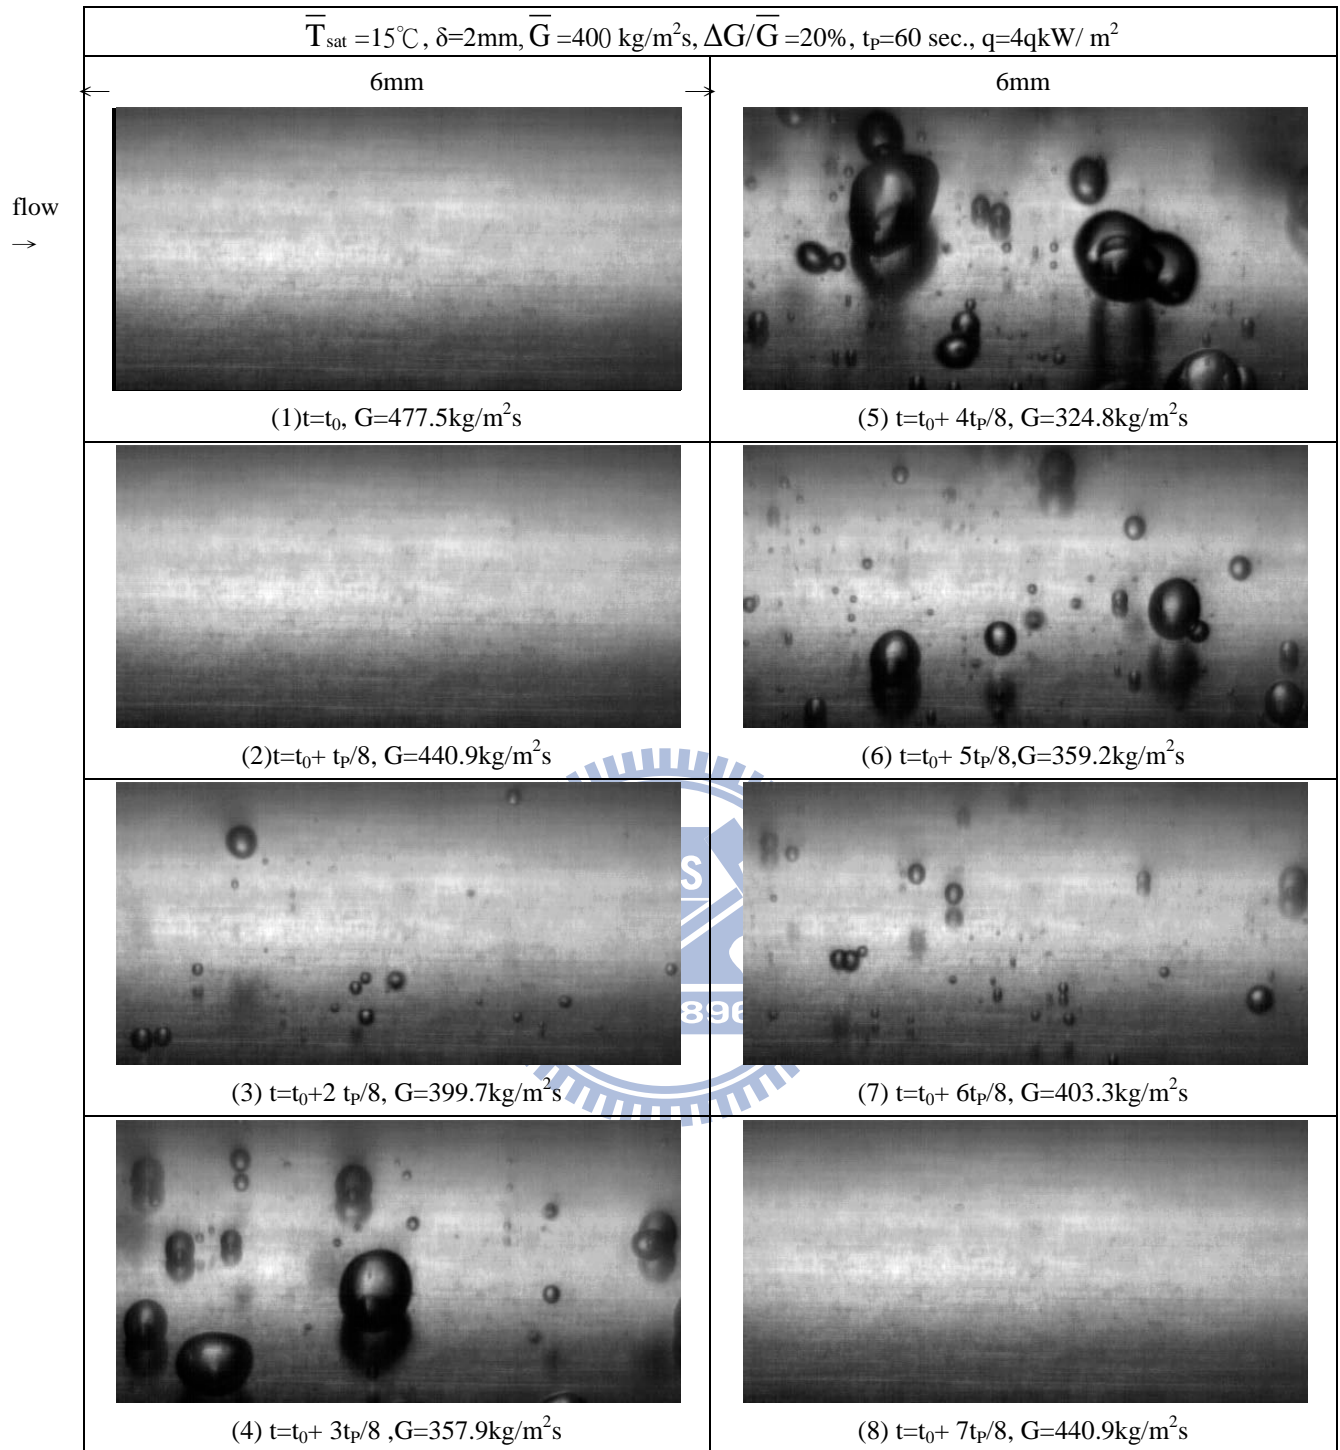 T̅sat =15℃, δ=2mm, G̅ =400 kg/m²s, ΔG/G̅ =20%, tP=60 sec., q=4qkW/ m²
6mm
6mm
flow
→
(1)t=t0, G=477.5kg/m²s
(5) t=t0+ 4tP/8, G=324.8kg/m²s
(2)t=t0+ tP/8, G=440.9kg/m²s
(6) t=t0+ 5tP/8,G=359.2kg/m²s
S
896
(3) t=t0+2 tP/8, G=399.7kg/m²s
(7) t=t0+ 6tP/8, G=403.3kg/m²s
(4) t=t0+ 3tP/8 ,G=357.9kg/m²s
(8) t=t0+ 7tP/8, G=440.9kg/m²s